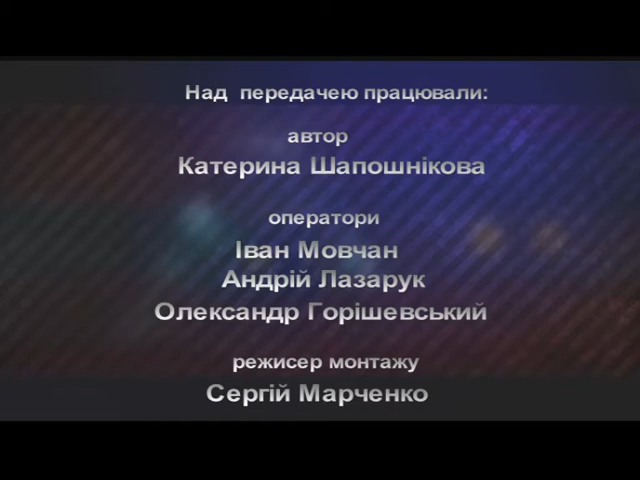 Над передачею працювали:
автор
Катерина Шапошнікова
оператори
Іван Мовчан
Андрій Лазарук
Олександр Горішевський
режисер монтажу
Сергій Марченко